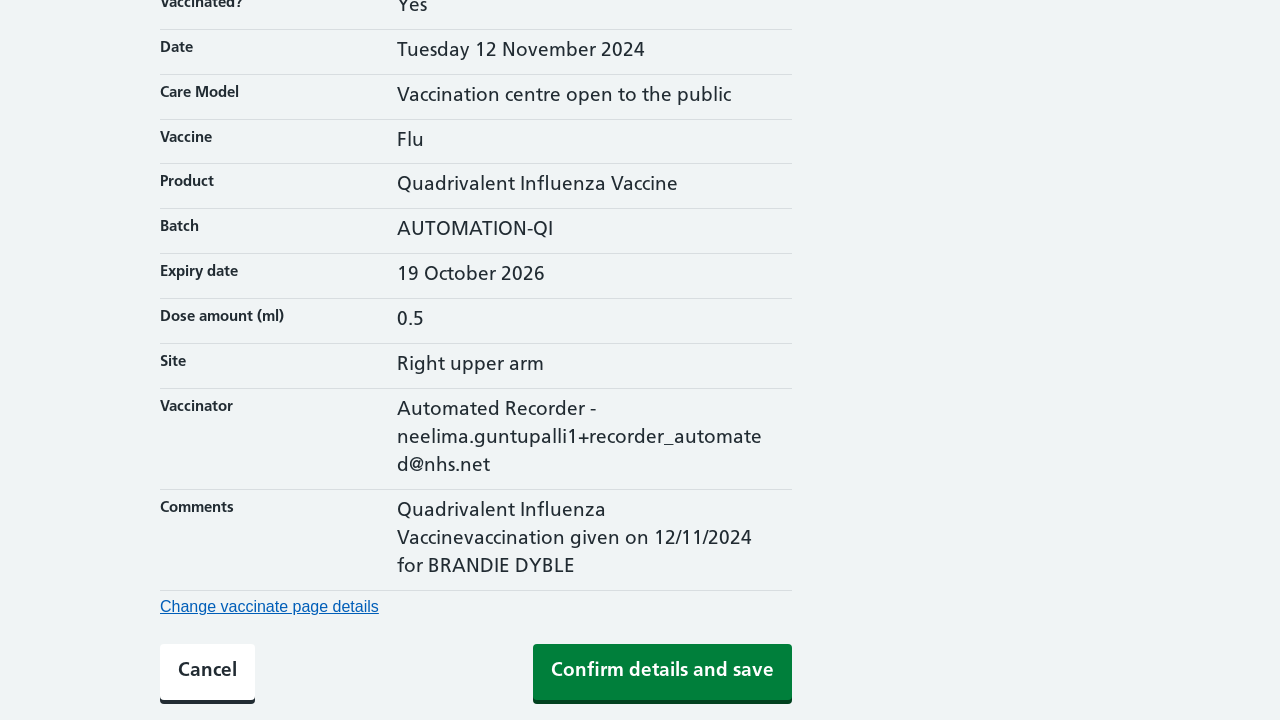 Vaccinated? Yes
Date Tuesday 12 November 2024
Care Model Vaccination centre open to the public
Vaccine Flu
Product Quadrivalent Influenza Vaccine
Batch AUTOMATION-QI
Expiry date 19 October 2026
Dose amount (ml) 0.5
Site Right upper arm
Vaccinator Automated Recorder -
neelima.guntupalli1+recorder_automate
d@nhs.net
Comments Quadrivalent Influenza
Vaccinevaccination given on 12/11/2024
for BRANDIE DYBLE
Change vaccinate page details
Cancel Confirm details and save